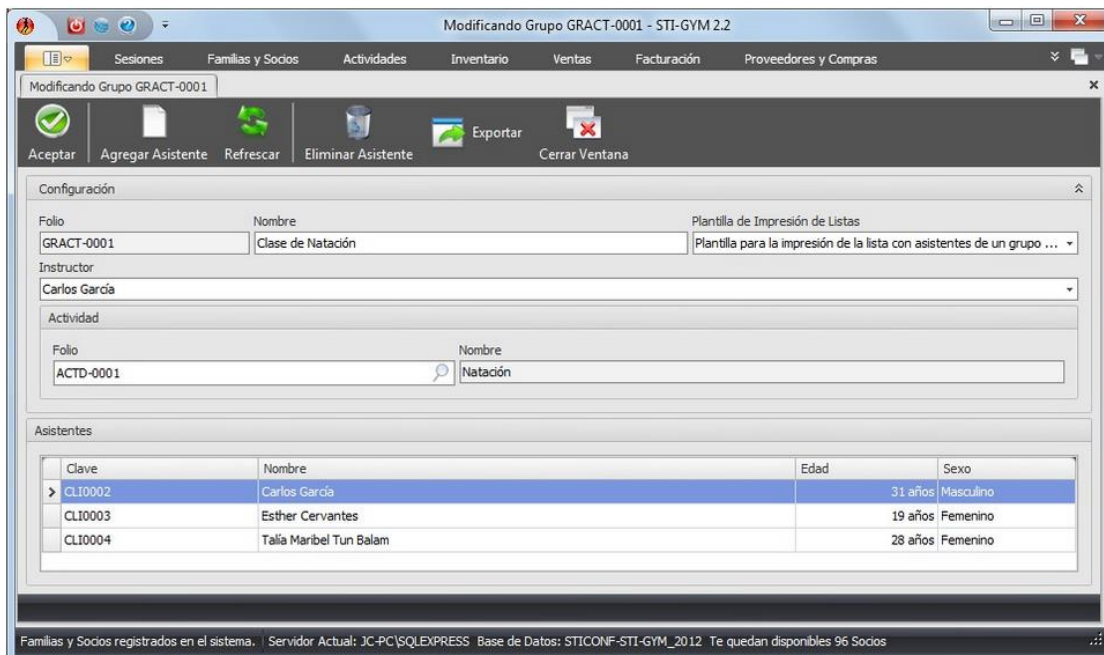 Modificando Grupo GRACT-0001 - STI-GYM 2.2
Sesiones Familias y Socios Actividades Inventario Ventas Facturación Proveedores y Compras
Modificando Grupo GRACT-0001
Aceptar Agregar Asistente Refrescar Eliminar Asistente Exportar Cerrar Ventana
Configuración
Folio Nombre Plantilla de Impresión de Listas
GRACT-0001 Clase de Natación Plantilla para la impresión de la lista con asistentes de un grupo ...
Instructor
Carlos García
Actividad
Folio Nombre
ACTD-0001 Natación
Asistentes
Clave Nombre Edad Sexo
CLI0002 Carlos García 31 años Masculino
CLI0003 Esther Cervantes 19 años Femenino
CLI0004 Talía Maribel Tun Balam 28 años Femenino
Familias y Socios registrados en el sistema. Servidor Actual: JC-PC\SQLEXPRESS Base de Datos: STICONF-STI-GYM_2012 Te quedan disponibles 96 Socios